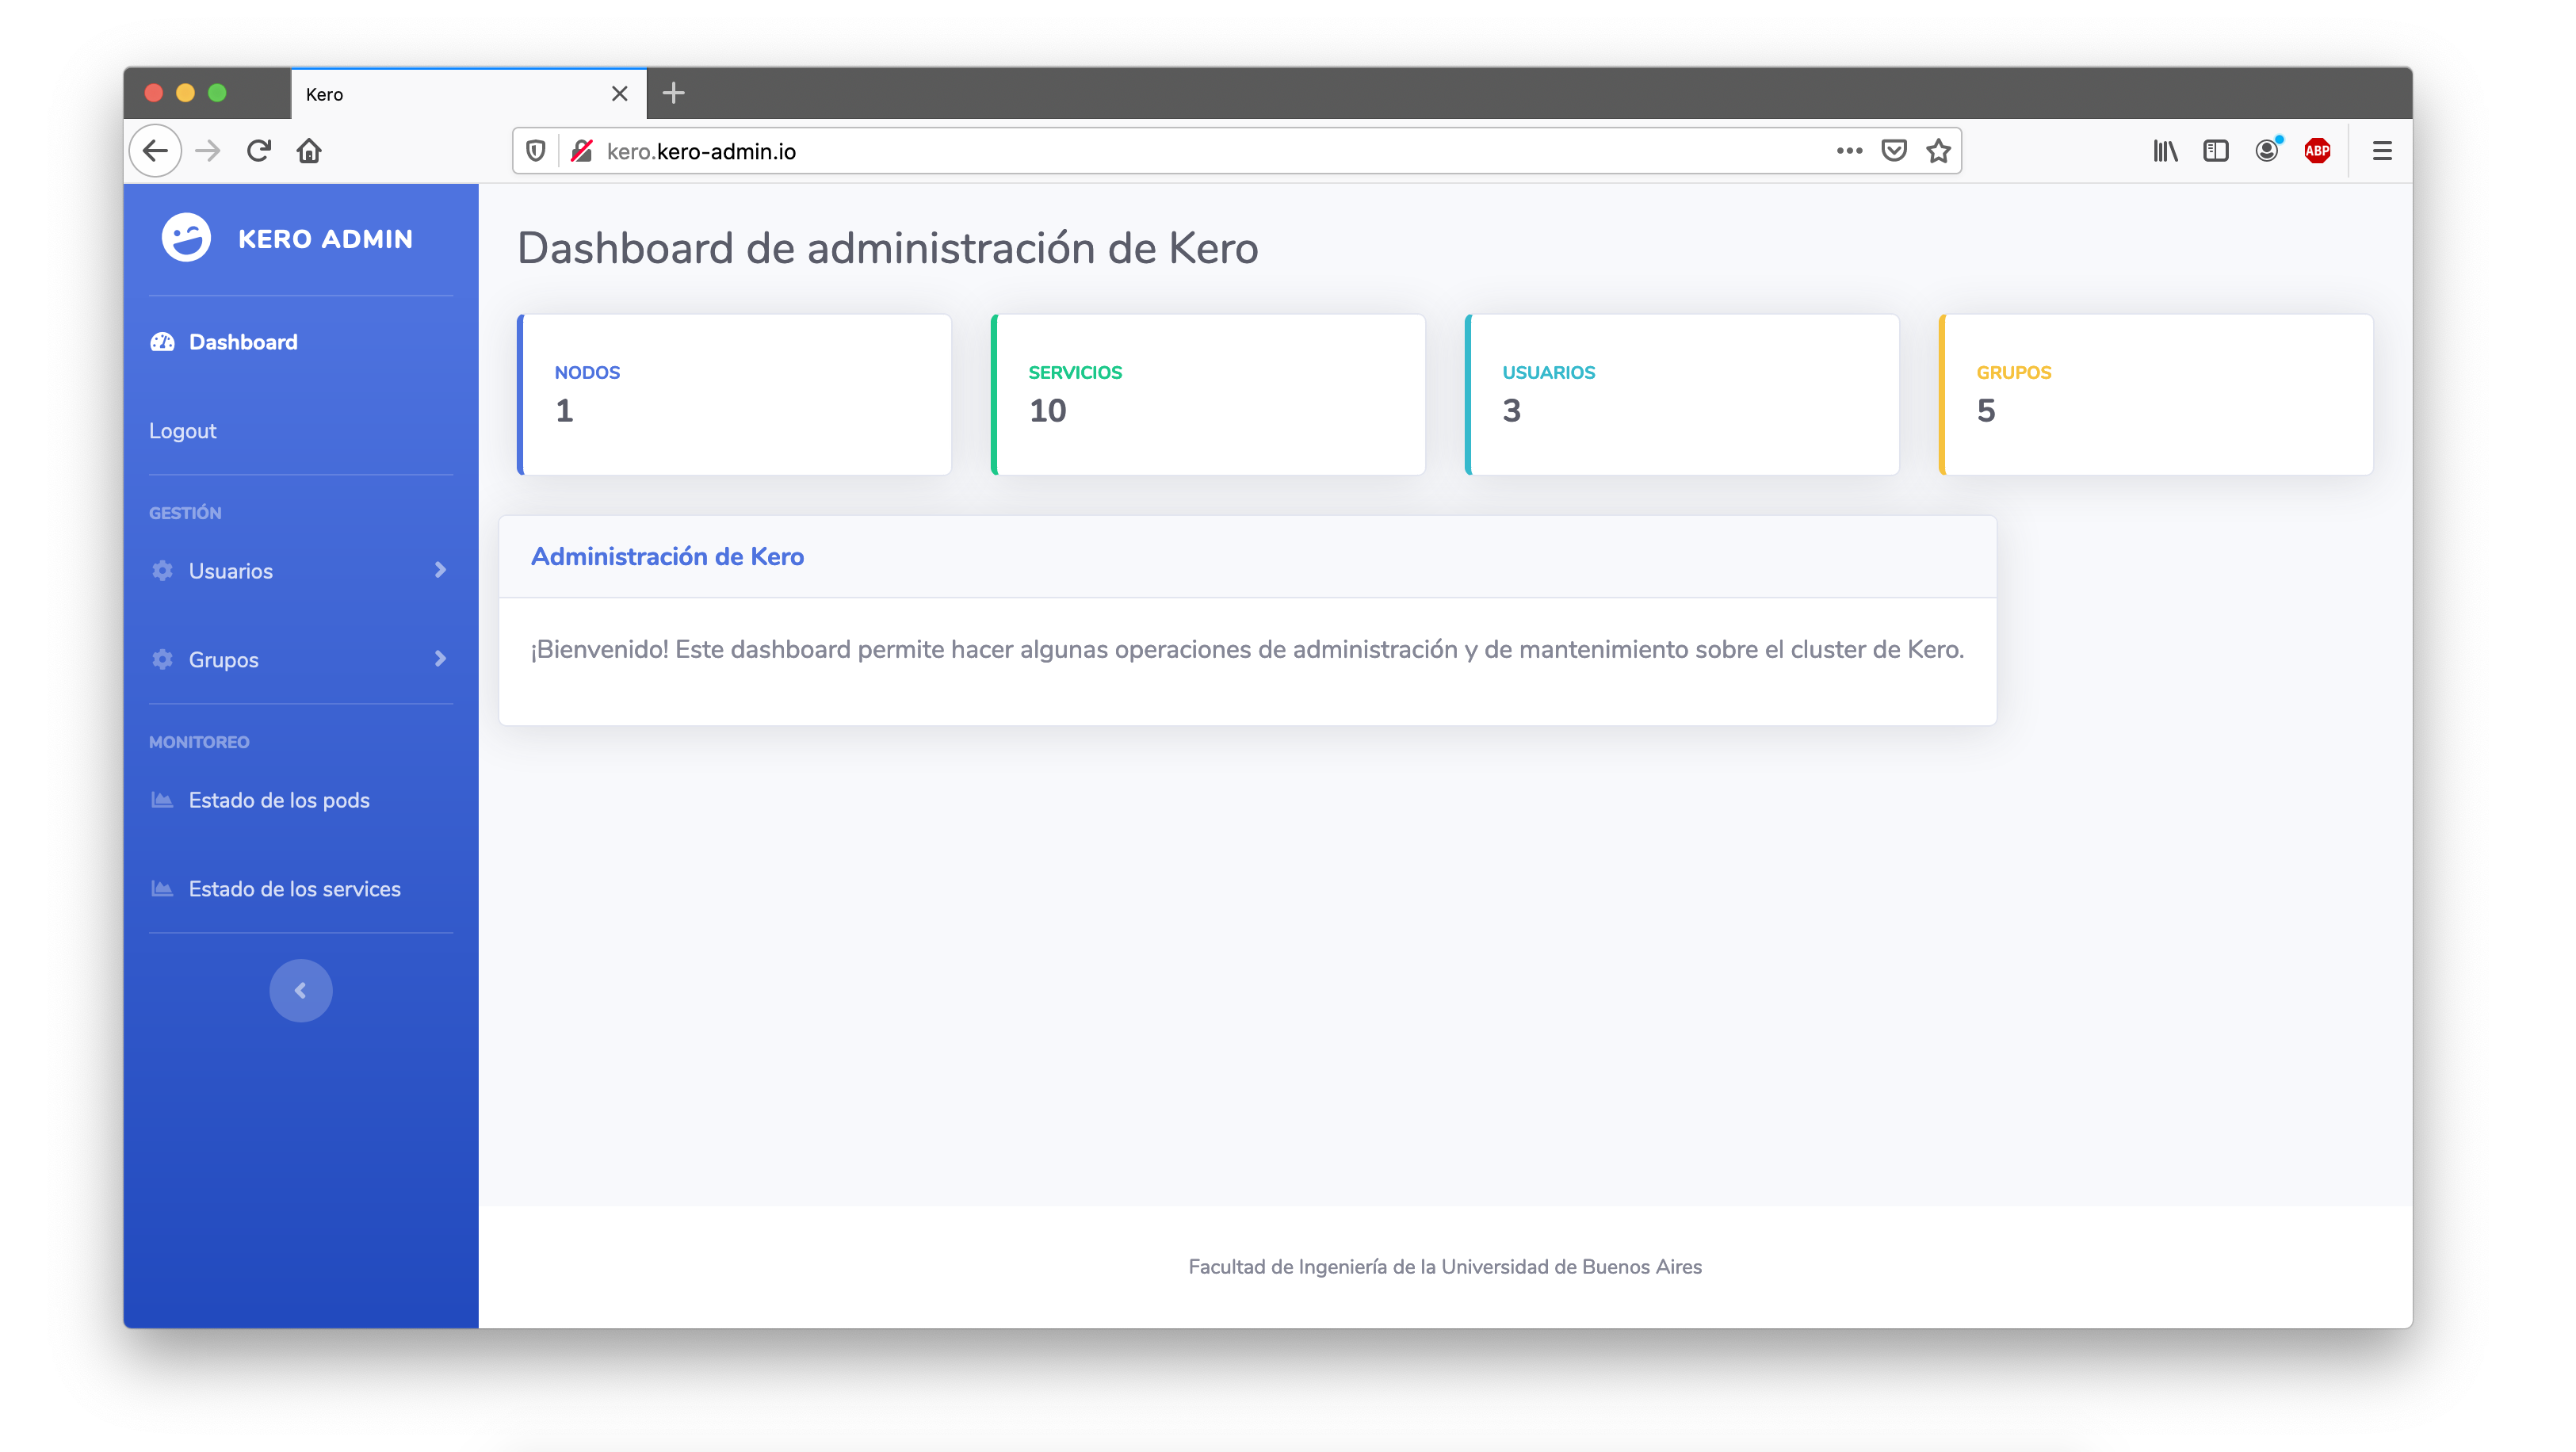 Kero
kero.kero-admin.io
ABP
KERO ADMIN
Dashboard
Logout
GESTIÓN
Usuarios
Grupos
MONITOREO
Estado de los pods
Estado de los services
Dashboard de administración de Kero
NODOS
1
SERVICIOS
10
USUARIOS
3
GRUPOS
5
Administración de Kero
¡Bienvenido! Este dashboard permite hacer algunas operaciones de administración y de mantenimiento sobre el cluster de Kero.
Facultad de Ingeniería de la Universidad de Buenos Aires